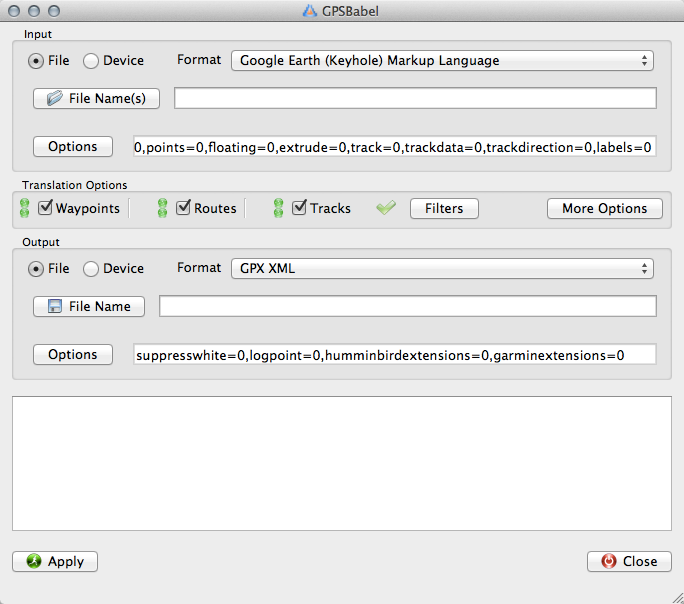 GPSBabel
Input
File Device Format Google Earth (Keyhole) Markup Language
File Name(s)
Options 0,points=0,floating=0,extrude=0,track=0,trackdata=0,trackdirection=0,labels=0
Translation Options
Waypoints Routes Tracks Filters More Options
Output
File Device Format GPX XML
File Name
Options suppresswhite=0,logpoint=0,humminbirdextensions=0,garminextensions=0
Apply Close